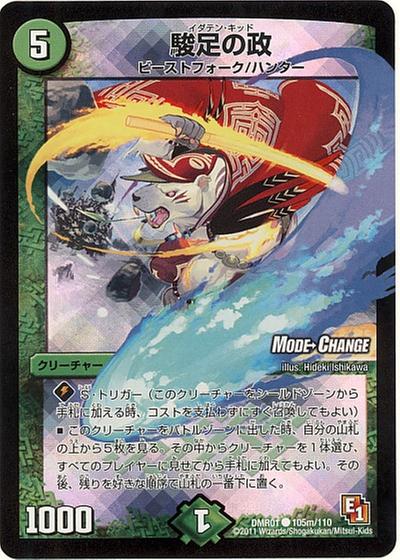 5
イダテン・キッド
駿足の政
ビーストフォーク/ハンター
MODE CHANGE
illus. Hideki Ishikawa
クリーチャー
S・トリガー（このクリーチャーをシールドゾーンから
手札に加える時、コストを支払わずにすぐ召喚してもよい）
■ このクリーチャーをバトルゾーンに出した時、自分の山札
の上から5枚を見る。その中からクリーチャーを1体選び、
すべてのプレイヤーに見せてから手札に加えてもよい。その
後、残りを好きな順序で山札の一番下に置く。
1000
1
E1
DMR01 ● 105m/110
©2011 Wizards/Shogakukan/Mitsui-Kids